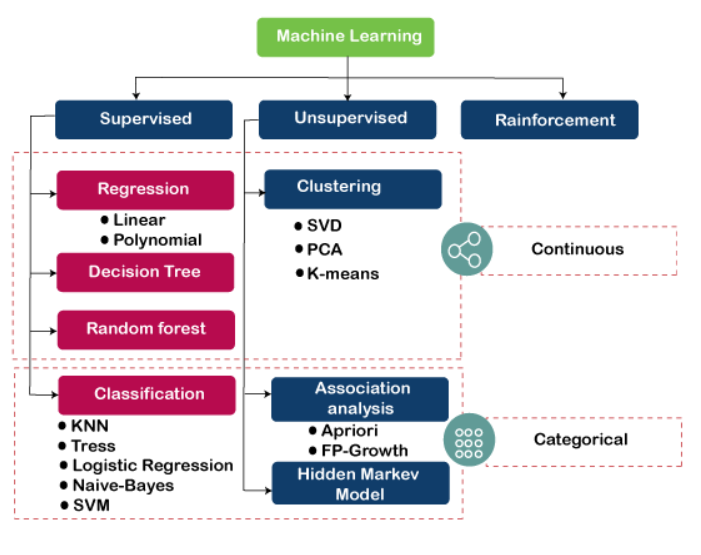 Machine Learning
Supervised
Unsupervised
Rainforcement
Regression
Linear
Polynomial
Decision Tree
Random forest
Clustering
SVD
PCA
K-means
Continuous
Classification
KNN
Tress
Logistic Regression
Naive-Bayes
SVM
Association
analysis
Apriori
FP-Growth
Hidden Markev
Model
Categorical